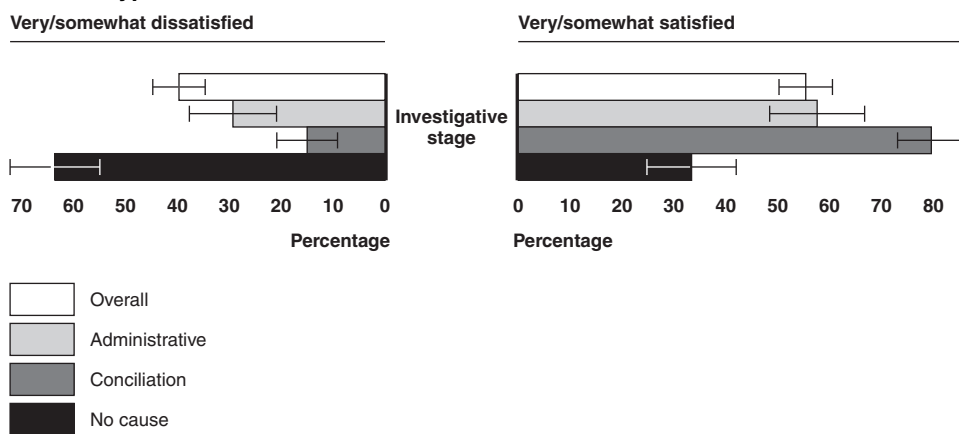 Very/somewhat dissatisfied
Very/somewhat satisfied
Investigative
stage
70 60 50 40 30 20 10 0
0 10 20 30 40 50 60 70 80
Percentage
Percentage
Overall
Administrative
Conciliation
No cause